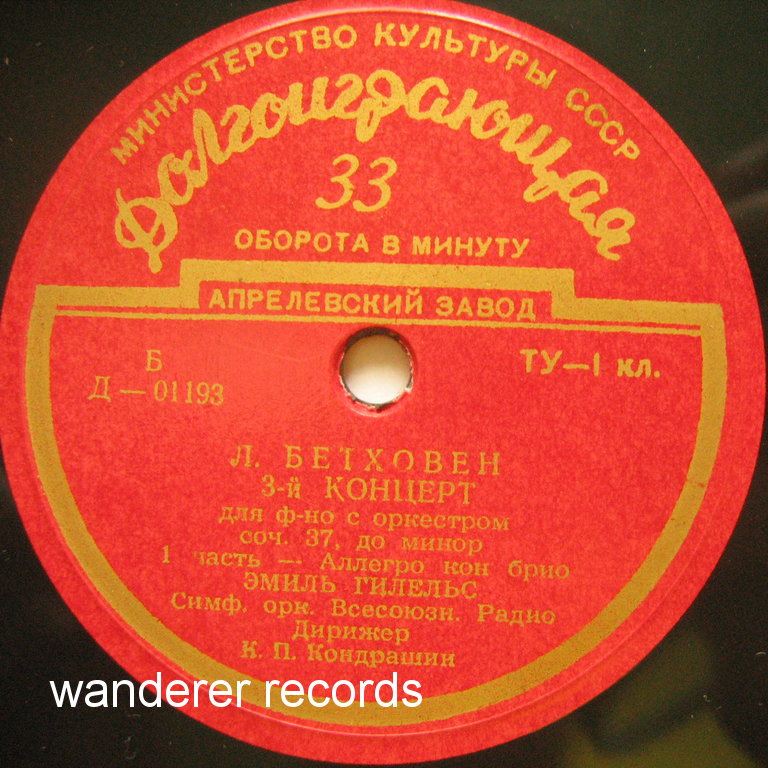 МИНИСТЕРСТВО КУЛЬТУРЫ СССР
Долгоиграющая
33
ОБОРОТА В МИНУТУ
АПРЕЛЕВСКИЙ ЗАВОД
Б
Д — 01193
ТУ—I кл.
Л. БЕТХОВЕН
3-й КОНЦЕРТ
для ф-но с оркестром
соч. 37, до минор
1 часть — Аллегро кон брио
ЭМИЛЬ ГИЛЕЛЬС
Симф. орк. Всесоюзн. Радио
Дирижер
К. П. Кондрашин
wanderer records